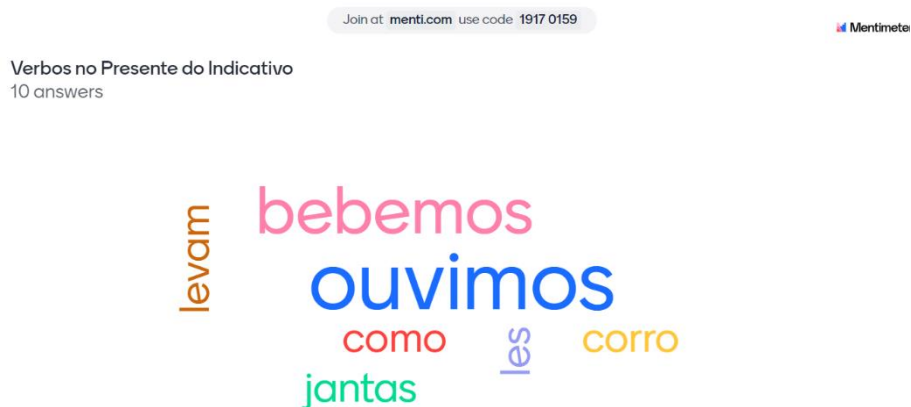 Join at menti.com use code 1917 0159
Mentimeter
Verbos no Presente do Indicativo
10 answers
levam
bebemos
ouvimos
como
les
corro
jantas